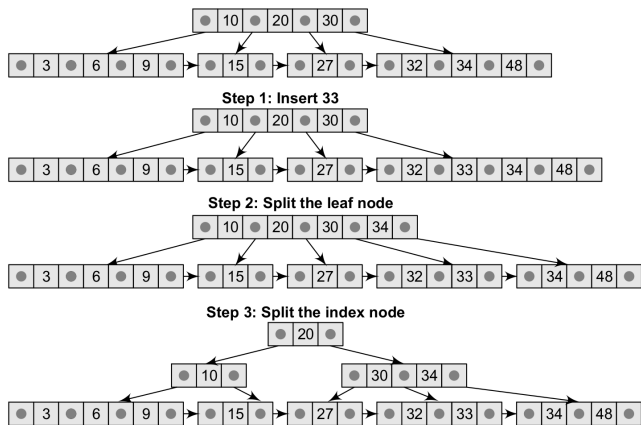 10 20 30
3 6 9 15 27 32 34 48
Step 1: Insert 33
10 20 30
3 6 9 15 27 32 33 34 48
Step 2: Split the leaf node
10 20 30 34
3 6 9 15 27 32 33 34 48
Step 3: Split the index node
20
10 30 34
3 6 9 15 27 32 33 34 48